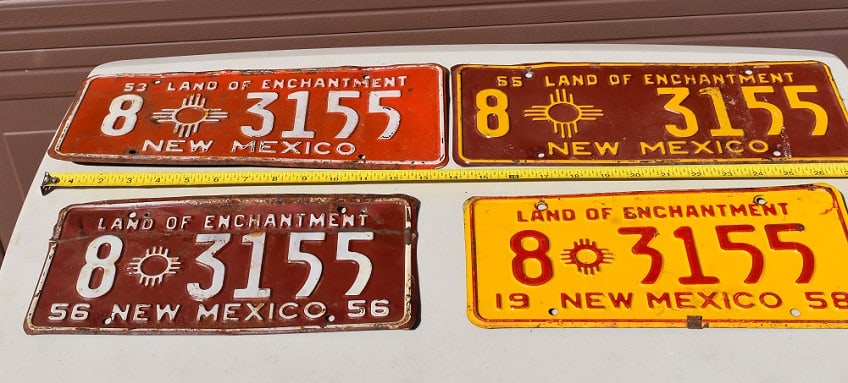 53 LAND OF ENCHANTMENT
8 3155
NEW MEXICO
55 LAND OF ENCHANTMENT
8 3155
NEW MEXICO
LAND OF ENCHANTMENT
8 3155
56 NEW MEXICO 56
LAND OF ENCHANTMENT
8 3155
19 NEW MEXICO 58